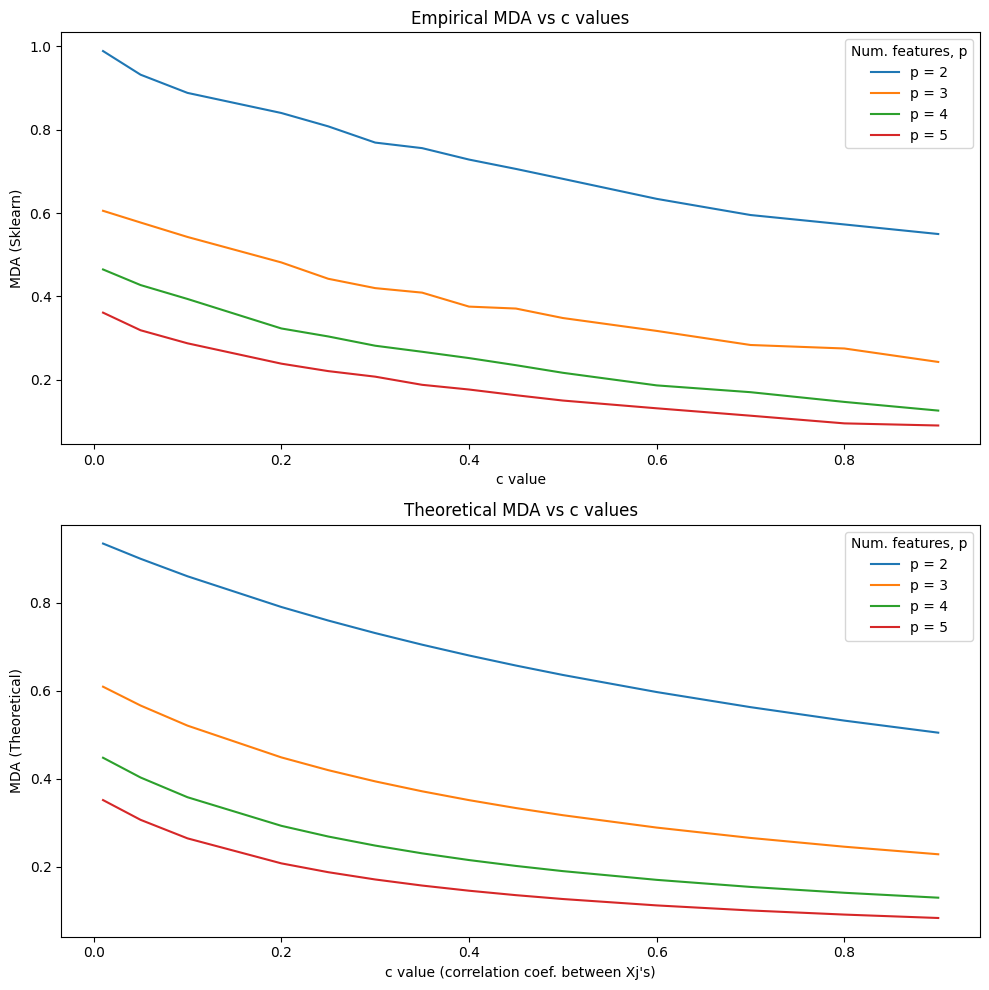 Empirical MDA vs c values
MDA (Sklearn)
1.0
0.8
0.6
0.4
0.2
Num. features, p
p = 2
p = 3
p = 4
p = 5
0.0 0.2 0.4 0.6 0.8
c value
Theoretical MDA vs c values
MDA (Theoretical)
0.8
0.6
0.4
0.2
Num. features, p
p = 2
p = 3
p = 4
p = 5
0.0 0.2 0.4 0.6 0.8
c value (correlation coef. between Xj's)